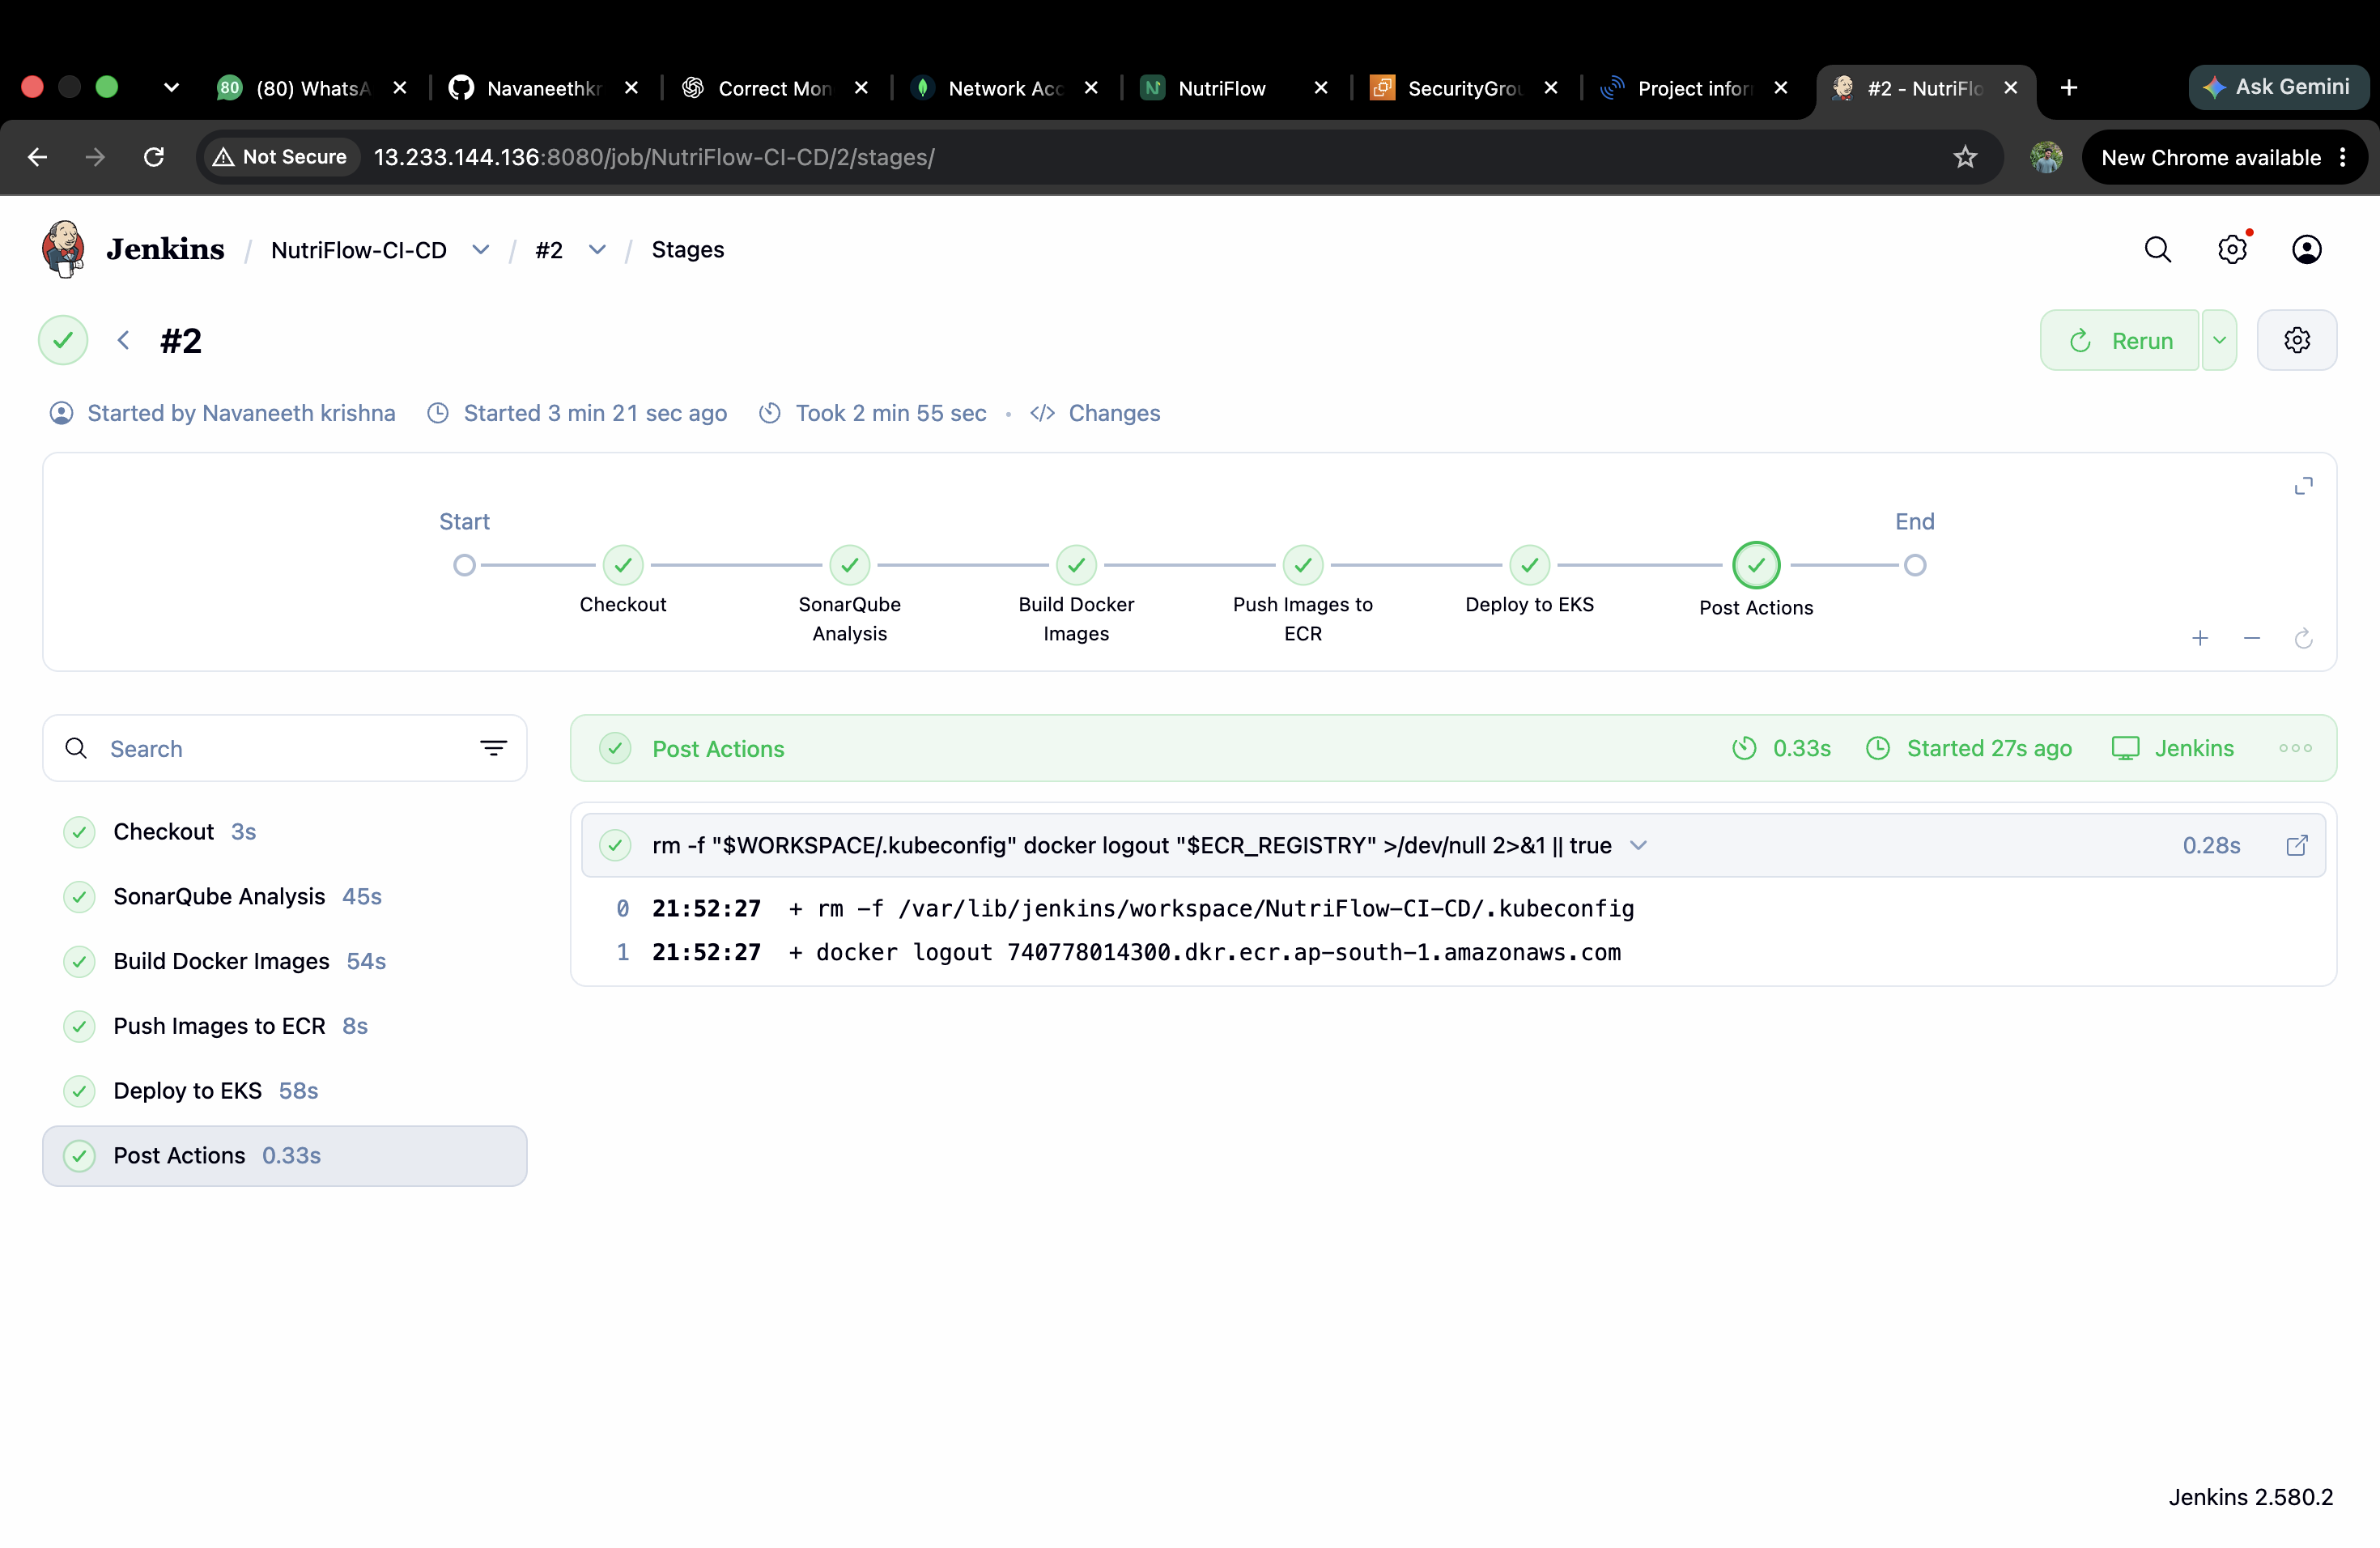 80 (80) WhatsA
Navaneethkr
Correct Mon
Network Acc
NutriFlow
SecurityGrou
Project infor
#2 - NutriFlo
Ask Gemini
Not Secure 13.233.144.136:8080/job/NutriFlow-CI-CD/2/stages/
New Chrome available
Jenkins / NutriFlow-CI-CD / #2 / Stages
#2
Rerun
Started by Navaneeth krishna Started 3 min 21 sec ago Took 2 min 55 sec • </> Changes
Start
End
Checkout
SonarQube
Analysis
Build Docker
Images
Push Images to
ECR
Deploy to EKS
Post Actions
Search
Checkout 3s
SonarQube Analysis 45s
Build Docker Images 54s
Push Images to ECR 8s
Deploy to EKS 58s
Post Actions 0.33s
Post Actions 0.33s Started 27s ago Jenkins
rm -f "$WORKSPACE/.kubeconfig" docker logout "$ECR_REGISTRY" >/dev/null 2>&1 || true 0.28s
0 21:52:27 + rm -f /var/lib/jenkins/workspace/NutriFlow-CI-CD/.kubeconfig
1 21:52:27 + docker logout 740778014300.dkr.ecr.ap-south-1.amazonaws.com
Jenkins 2.580.2